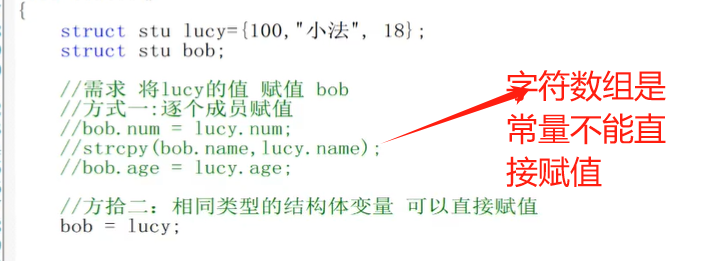 {
struct stu lucy={100,"小法", 18};
struct stu bob;
//需求 将lucy的值 赋值 bob
//方式一:逐个成员赋值
//bob.num = lucy.num;
//strcpy(bob.name,lucy.name);
//bob.age = lucy.age;
字符数组是
常量不能直
接赋值
//方拾二：相同类型的结构体变量 可以直接赋值
bob = lucy;